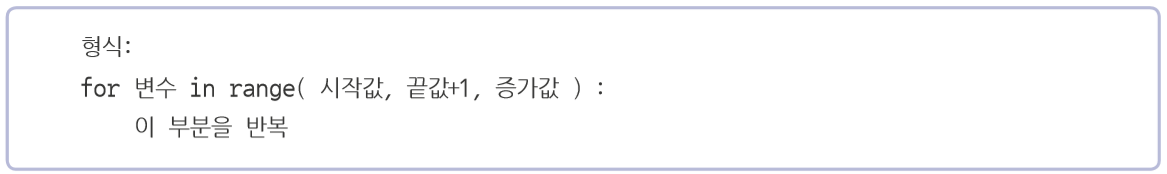 형식:
for 변수 in range( 시작값, 끝값+1, 증가값 ) :
이 부분을 반복